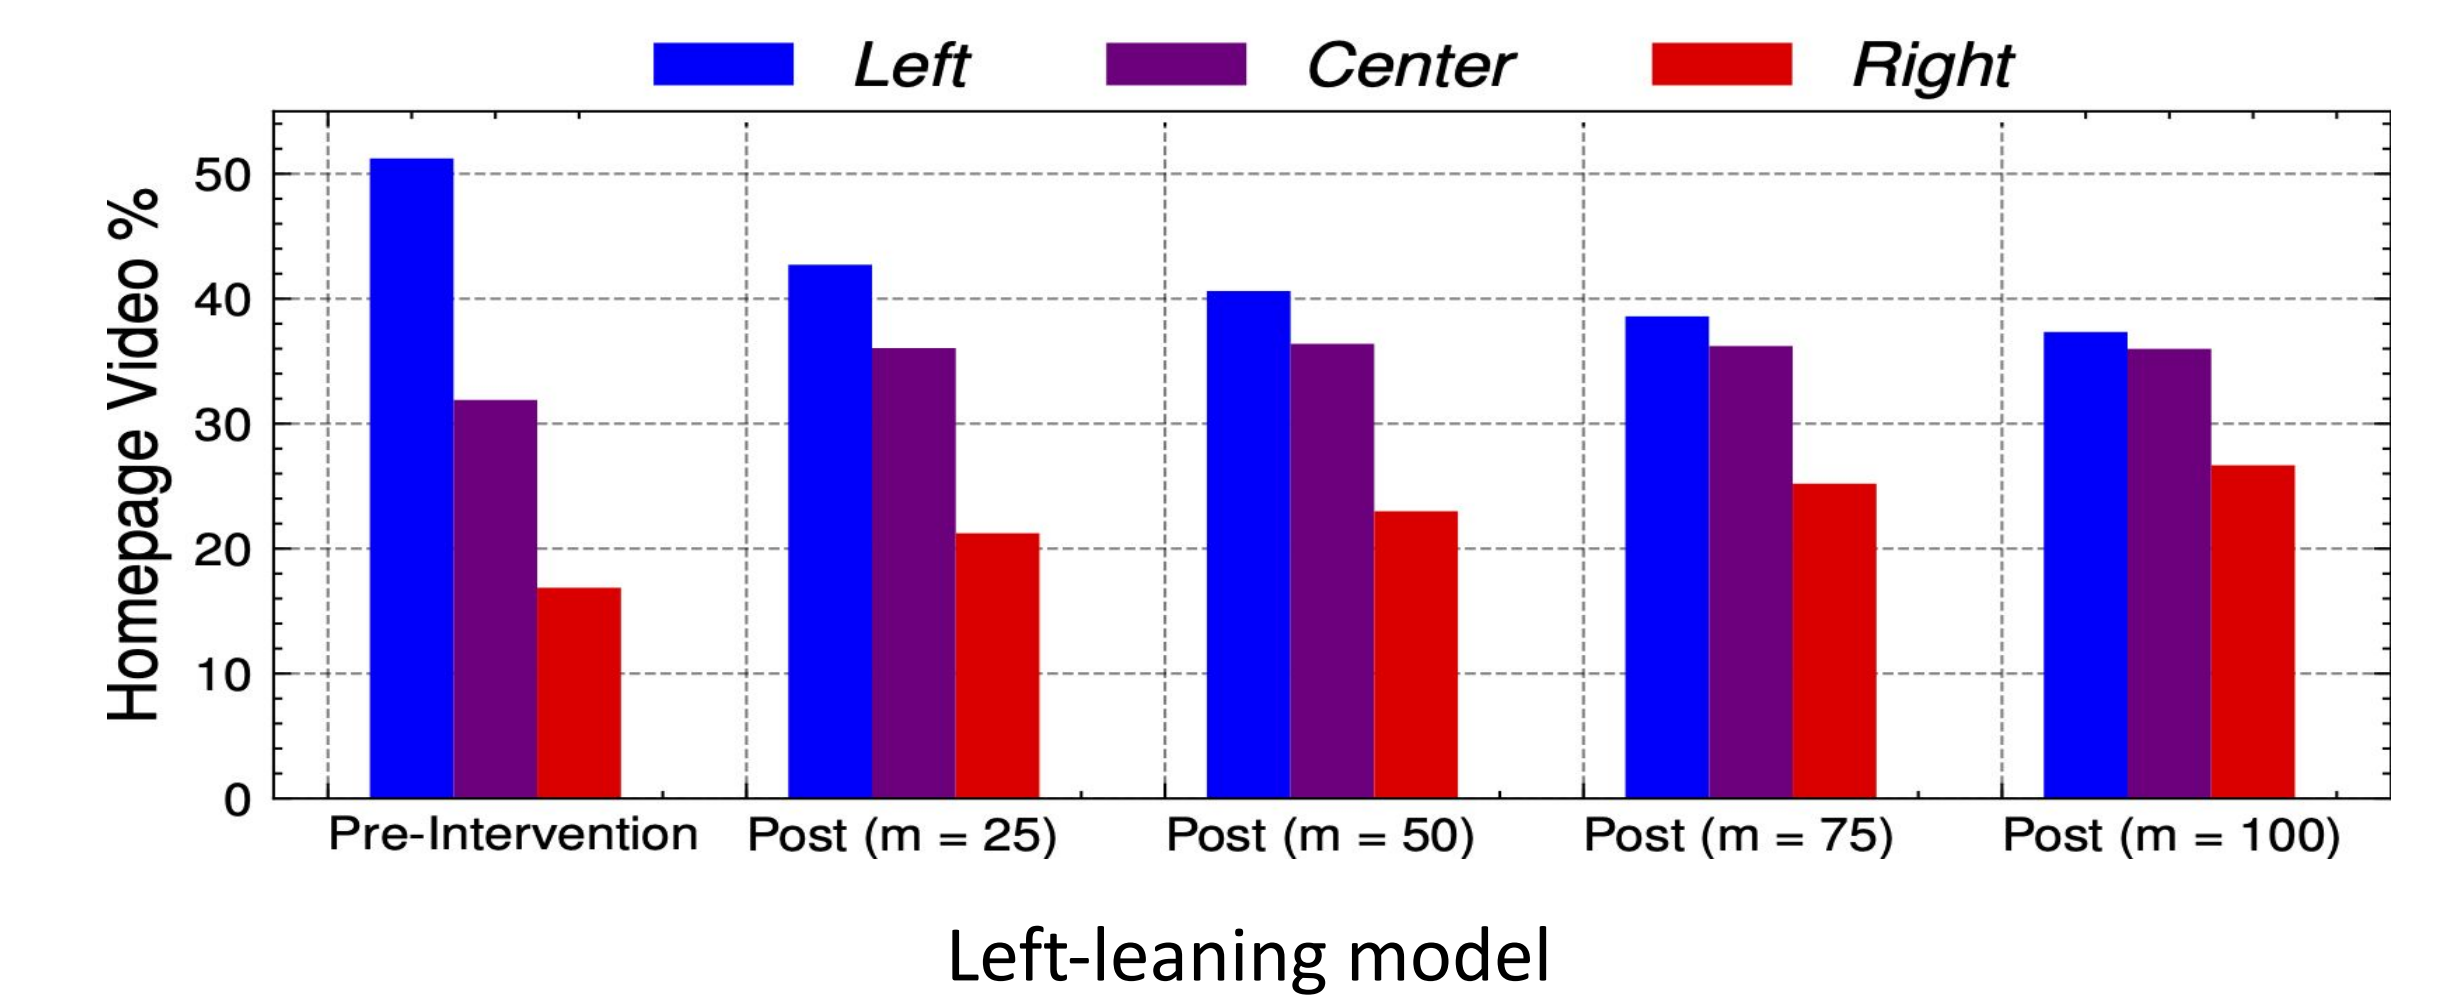 Left Center Right
Homepage Video %
50
40
30
20
10
0
Pre-Intervention Post (m = 25) Post (m = 50) Post (m = 75) Post (m = 100)
Left-leaning model